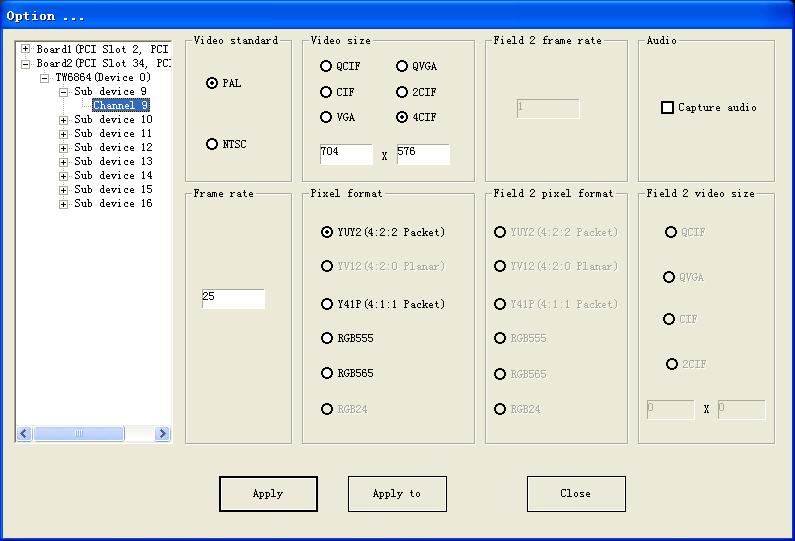 Option ...
Board1(PCI Slot 2, PCI
Board2(PCI Slot 34, PCI
TW6864(Device 0)
Sub device 9
Channel 9
Sub device 10
Sub device 11
Sub device 12
Sub device 13
Sub device 14
Sub device 15
Sub device 16
Video standard
PAL
NTSC
Video size
QCIF QVGA
CIF 2CIF
VGA 4CIF
704 X 576
Field 2 frame rate
1
Audio
Capture audio
Frame rate
25
Pixel format
YUY2(4:2:2 Packet)
YV12(4:2:0 Planar)
Y41P(4:1:1 Packet)
RGB555
RGB565
RGB24
Field 2 pixel format
YUY2(4:2:2 Packet)
YV12(4:2:0 Planar)
Y41P(4:1:1 Packet)
RGB555
RGB565
RGB24
Field 2 video size
QCIF
QVGA
CIF
2CIF
0 X 0
Apply Apply to Close